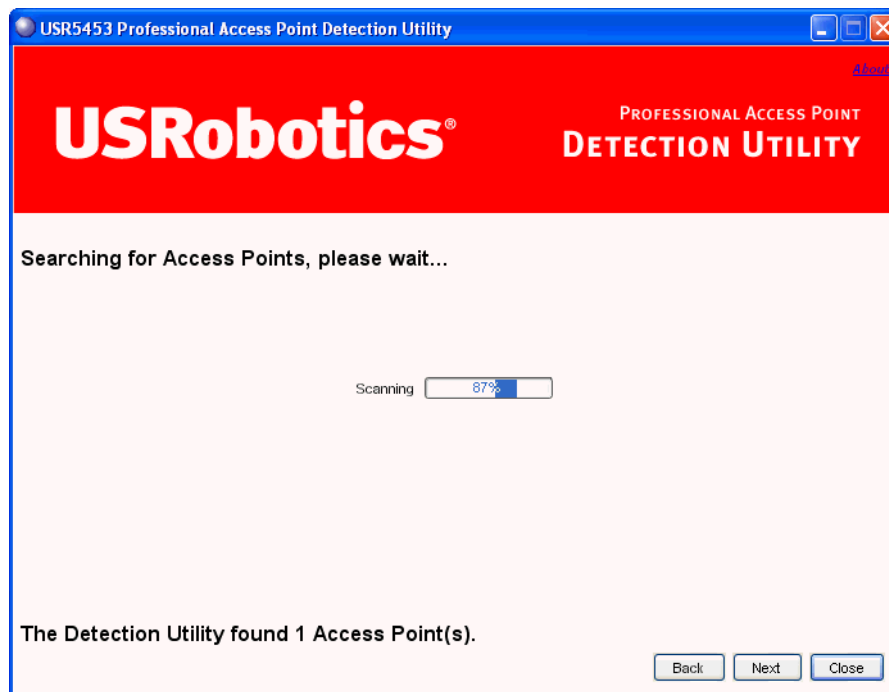 USR5453 Professional Access Point Detection Utility
About
USRobotics®
PROFESSIONAL ACCESS POINT
DETECTION UTILITY
Searching for Access Points, please wait...
Scanning 87%
The Detection Utility found 1 Access Point(s).
Back Next Close